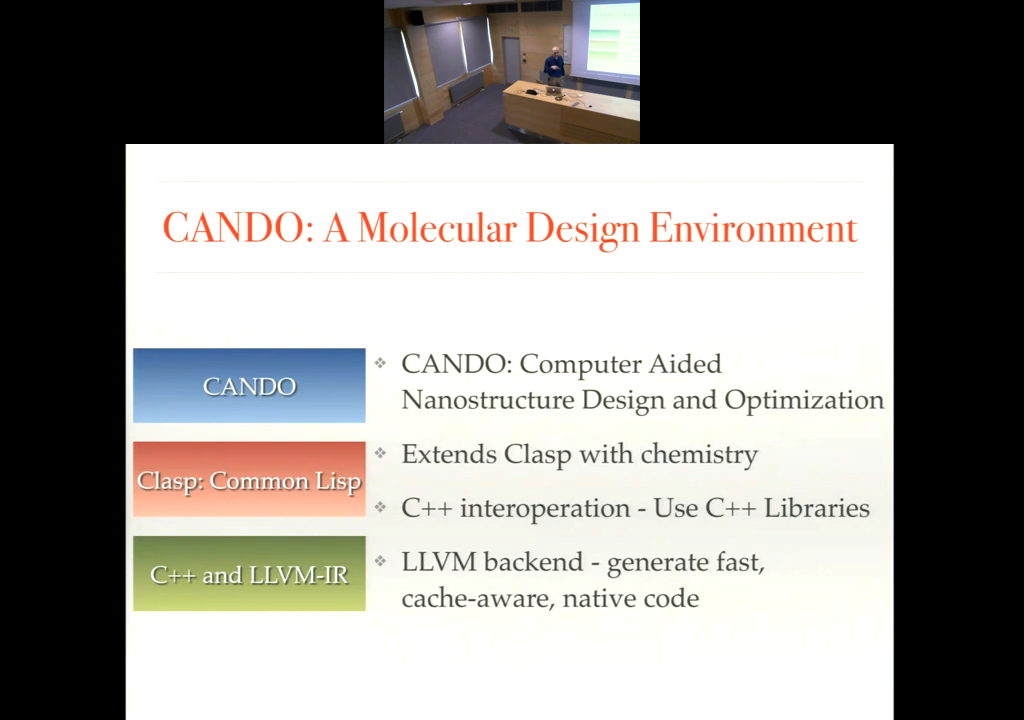 CANDO: A Molecular Design Environment
CANDO
Clasp: Common Lisp
C++ and LLVM-IR
CANDO: Computer Aided
Nanostructure Design and Optimization
Extends Clasp with chemistry
C++ interoperation - Use C++ Libraries
LLVM backend - generate fast,
cache-aware, native code